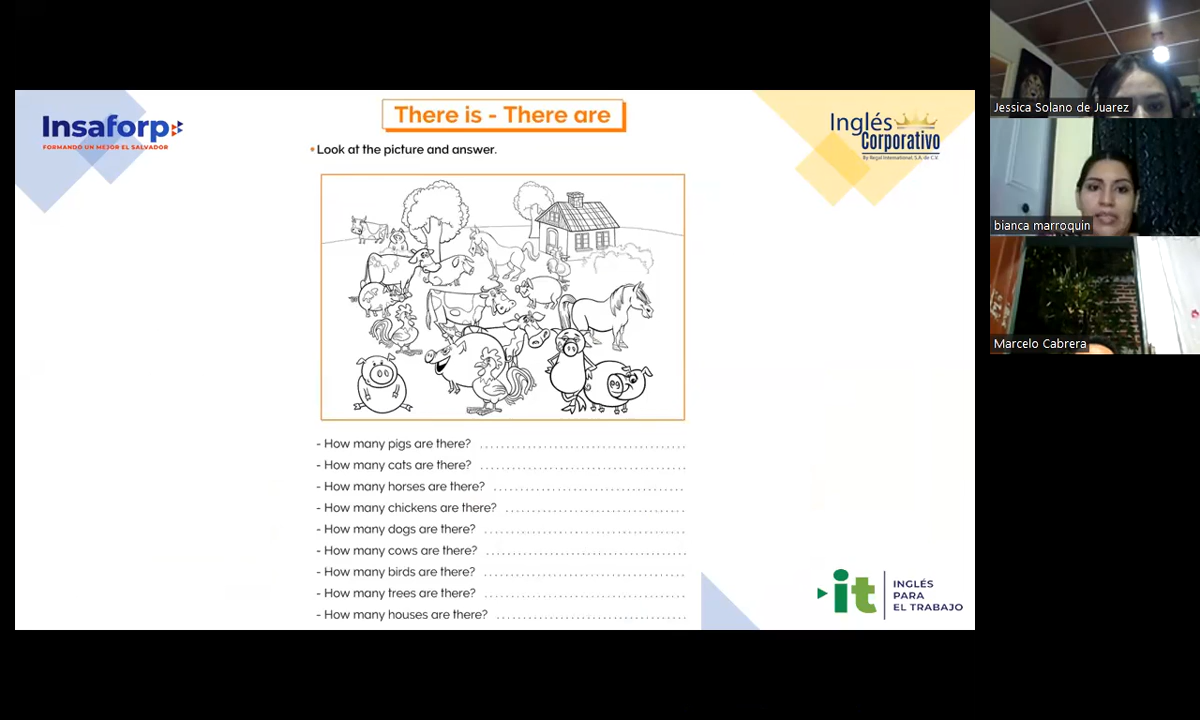 Insaforp
FORMANDO UN MEJOR EL SALVADOR
There is - There are
• Look at the picture and answer.
Inglés
Corporativo
By Regal International, S.A. de C.V.
- How many pigs are there? ........................................
- How many cats are there? ........................................
- How many horses are there? .....................................
- How many chickens are there? ...................................
- How many dogs are there? .......................................
- How many cows are there? .......................................
- How many birds are there? .......................................
- How many trees are there? .......................................
- How many houses are there? .....................................
it
INGLÉS
PARA
EL TRABAJO
Jessica Solano de Juarez
bianca marroquin
Marcelo Cabrera